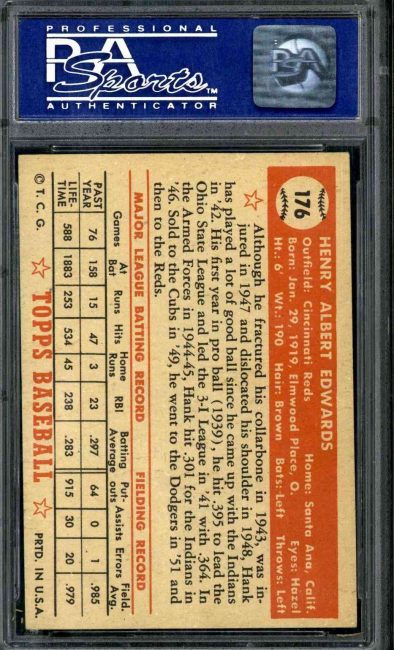 PROFESSIONAL
PSA
Sports™
AUTHENTICATOR
176
HENRY ALBERT EDWARDS
Outfield: Cincinnati Reds Home: Santa Ana, Calif.
Born: Jan. 29, 1919, Elmwood Place, O. Eyes: Hazel
Ht.: 6' Wt.: 190 Hair: Brown Bats: Left Throws: Left
Although he fractured his collarbone in 1943, was in-
jured in 1947 and dislocated his shoulder in 1948, Hank
has played a lot of good ball since he came up with the Indians
in '42. His first year in pro ball (1939), he hit .395 to lead the
Ohio State League and led the 3-I League in '41 with .364. In
the Armed Forces in 1944-45, Hank hit .301 for the Indians in
'46. Sold to the Cubs in '49, he went to the Dodgers in '51 and
then to the Reds.
MAJOR LEAGUE BATTING RECORD FIELDING RECORD
Games At Bat Runs Hits Home Runs RBI Batting Average Put-outs Assists Errors Field. Avg.
PAST YEAR 76 158 15 47 3 23 .297 64 0 1 .985
LIFE-TIME 588 1883 253 534 45 238 .283 915 30 20 .979
© T. C. G. TOPPS BASEBALL PRTD. IN U.S.A.